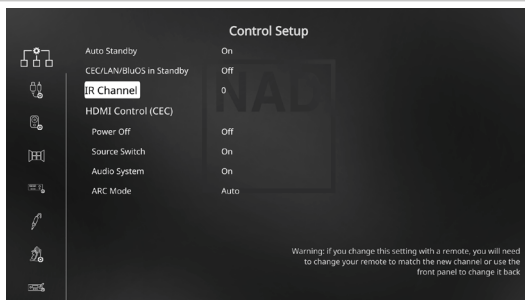 Control Setup
Auto Standby On
CEC/LAN/BluOS in Standby Off
IR Channel 0
NAD
HDMI Control (CEC)
Power Off Off
Source Switch On
Audio System On
ARC Mode Auto
Warning: if you change this setting with a remote, you will need
to change your remote to match the new channel or use the
front panel to change it back